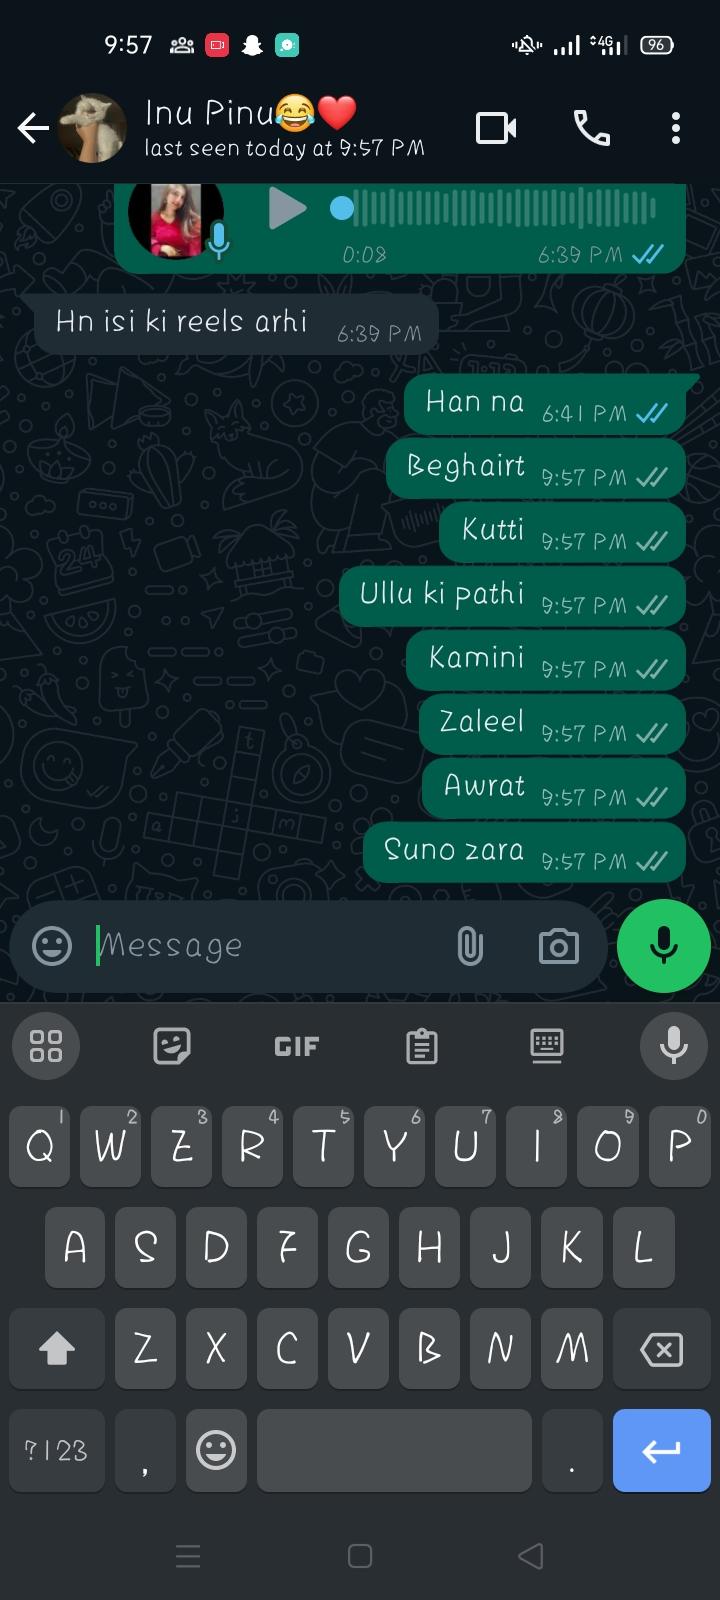 9:57 4G 96
Inu Pinu😂❤️
last seen today at 9:57 PM
0:08 6:39 PM
Hn isi ki reels arhi 6:39 PM
Han na 6:41 PM
Beghairt 9:57 PM
Kutti 9:57 PM
Ullu ki pathi 9:57 PM
Kamini 9:57 PM
Zaleel 9:57 PM
Awrat 9:57 PM
Suno zara 9:57 PM
Message
GIF
1 2 3 4 5 6 7 8 9 0
Q W E R T Y U I O P
A S D F G H J K L
Z X C V B N M
?123 , .